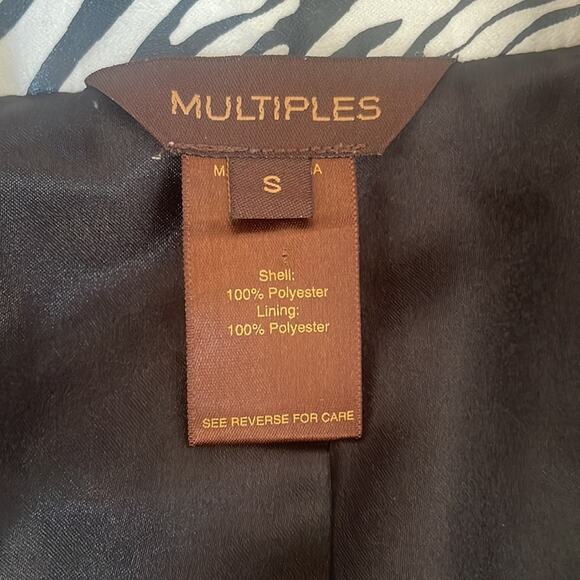 MULTIPLES
S
Shell:
100% Polyester
Lining:
100% Polyester
SEE REVERSE FOR CARE